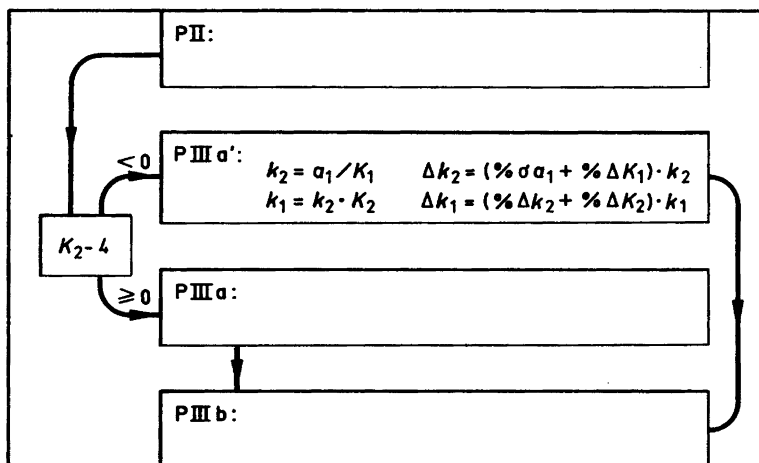 PII:
<0
PIIIa':
k₂ = a₁/K₁ Δk₂ = (%σa₁ + %ΔK₁)·k₂
k₁ = k₂·K₂ Δk₁ = (%Δk₂ + %ΔK₂)·k₁
K₂-4
≥0
PIIIa:
PIIIb: